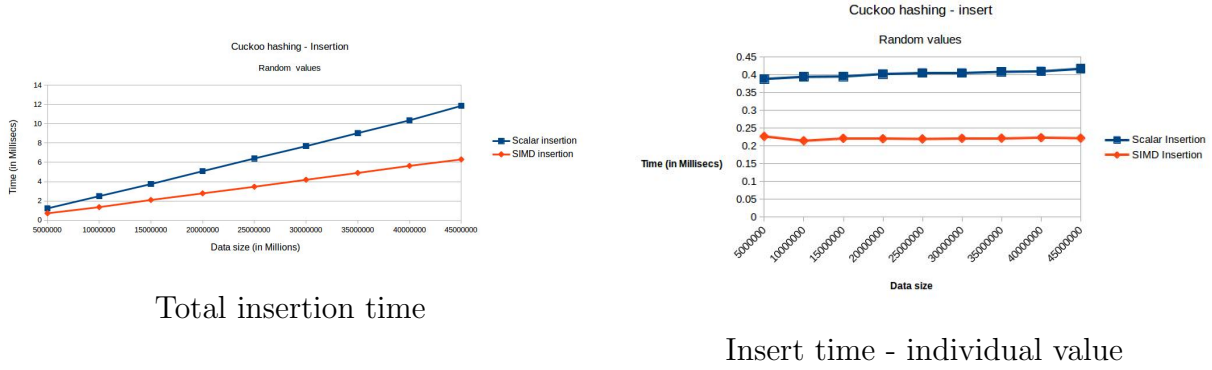 Cuckoo hashing - Insertion
Random values
Time (in Millisecs)
14
12
10
8
6
4
2
0
5000000 10000000 15000000 20000000 25000000 30000000 35000000 40000000 45000000
Data size (in Millions)
Scalar insertion
SIMD insertion
Total insertion time
Cuckoo hashing - insert
Random values
Time (in Millisecs)
0.45
0.4
0.35
0.3
0.25
0.2
0.15
0.1
0.05
0
5000000 10000000 15000000 20000000 25000000 30000000 35000000 40000000 45000000
Data size
Scalar Insertion
SIMD Insertion
Insert time - individual value